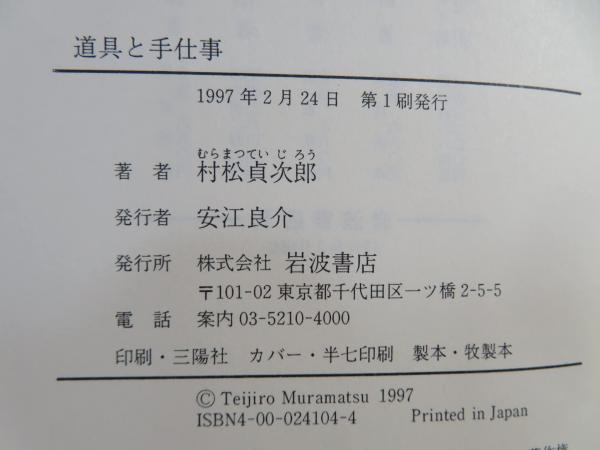 道具と手仕事
1997年2月24日　第1刷発行
むらまつてい じ ろう
著 者　村松貞次郎
発行者　安江良介
発行所　株式会社 岩波書店
〒101-02 東京都千代田区一ツ橋2-5-5
電 話　案内 03-5210-4000
印刷・三陽社　カバー・半七印刷　製本・牧製本
© Teijiro Muramatsu 1997
ISBN4-00-024104-4　Printed in Japan